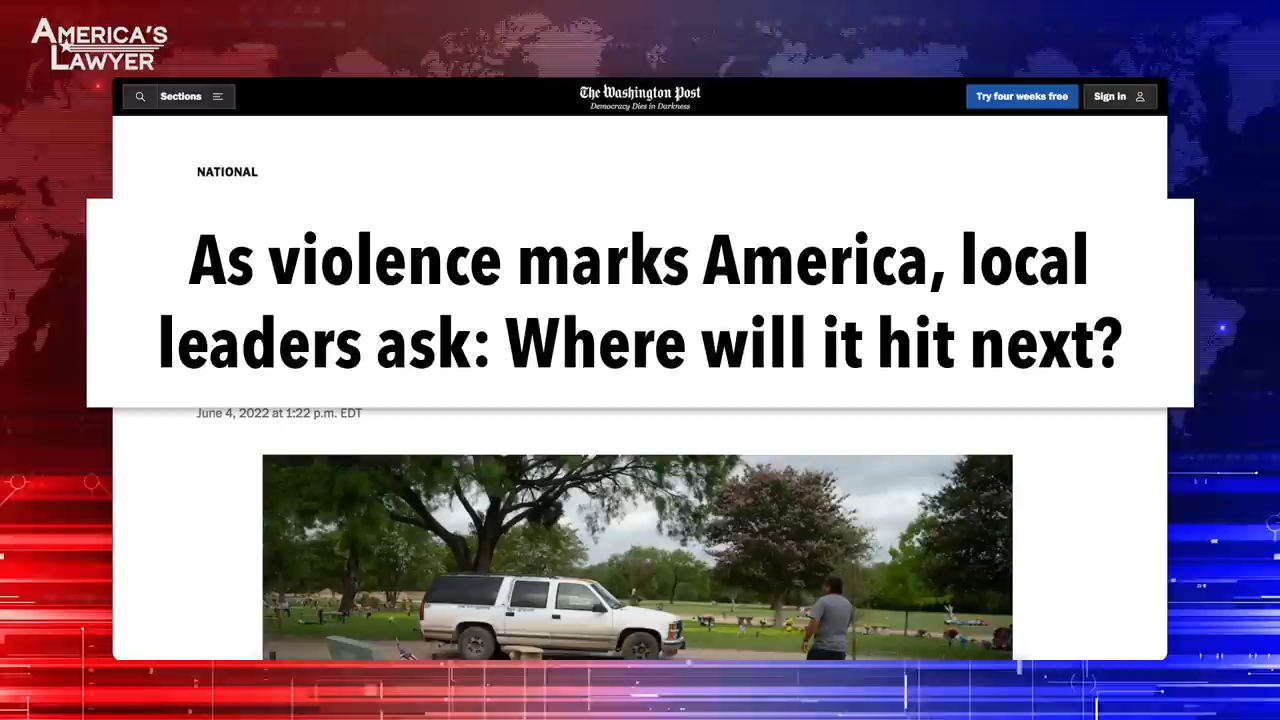 AMERICA'S
LAWYER
Sections
The Washington Post
Democracy Dies in Darkness
Try four weeks free
Sign in
NATIONAL
As violence marks America, local
leaders ask: Where will it hit next?
June 4, 2022 at 1:22 p.m. EDT